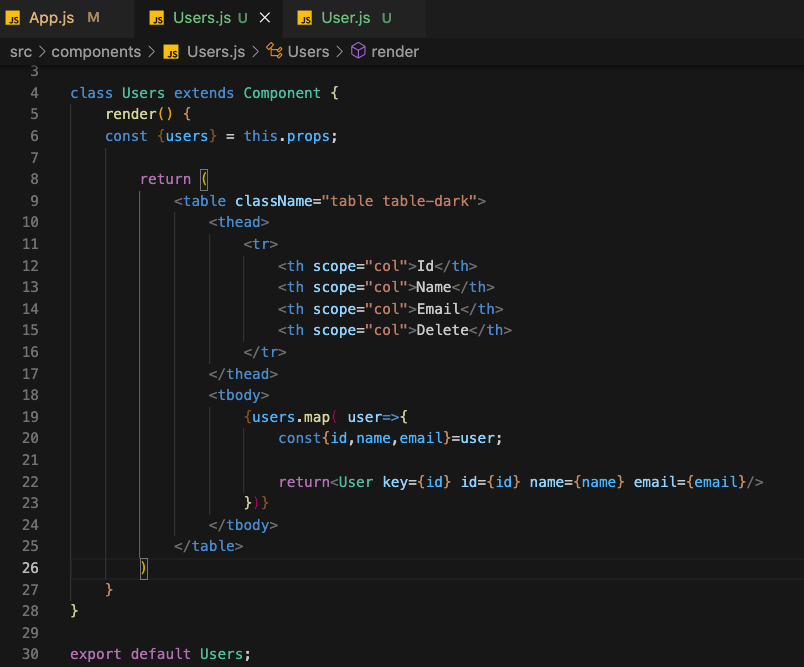 JS App.js M JS Users.js U × JS User.js U
src > components > JS Users.js > Users > render
3
4 class Users extends Component {
5 render() {
6 const {users} = this.props;
7
8 return (
9 <table className="table table-dark">
10 <thead>
11 <tr>
12 <th scope="col">Id</th>
13 <th scope="col">Name</th>
14 <th scope="col">Email</th>
15 <th scope="col">Delete</th>
16 </tr>
17 </thead>
18 <tbody>
19 {users.map( user=>{
20 const{id,name,email}=user;
21
22 return<User key={id} id={id} name={name} email={email}/>
23 })}
24 </tbody>
25 </table>
26 )
27 }
28 }
29
30 export default Users;